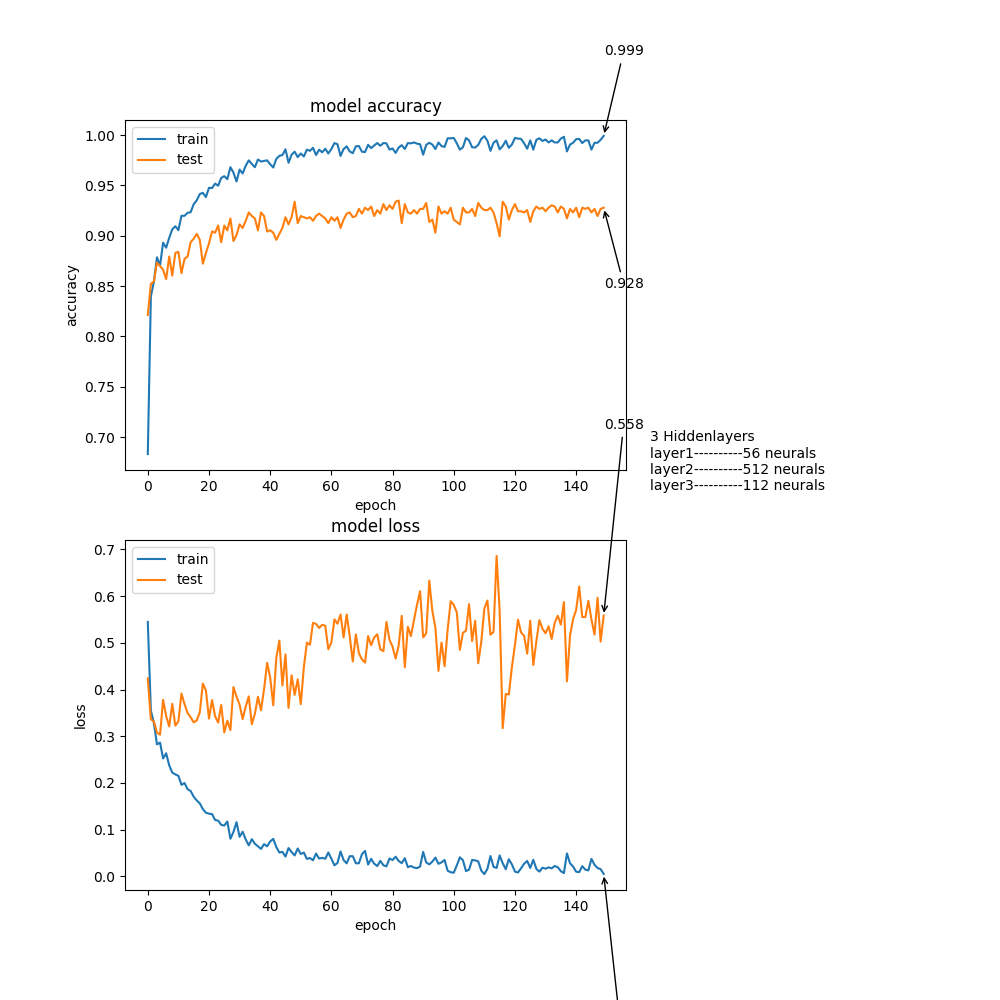 0.999
model accuracy
train
test
1.00
0.95
0.90
0.85
0.80
0.75
0.70
accuracy
0.928
0 20 40 60 80 100 120 140
epoch
0.558
3 Hiddenlayers
layer1----------56 neurals
layer2----------512 neurals
layer3----------112 neurals
model loss
train
test
0.7
0.6
0.5
0.4
0.3
0.2
0.1
0.0
loss
0 20 40 60 80 100 120 140
epoch